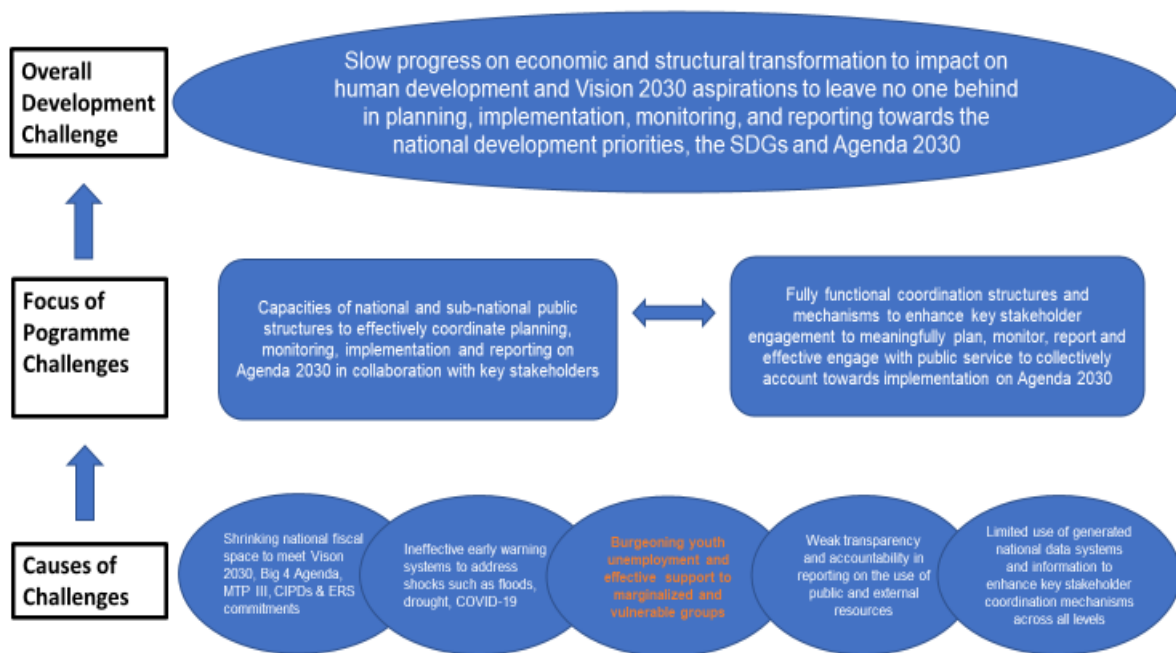 Overall
Development
Challenge
Slow progress on economic and structural transformation to impact on
human development and Vision 2030 aspirations to leave no one behind
in planning, implementation, monitoring, and reporting towards the
national development priorities, the SDGs and Agenda 2030
Focus of
Pogramme
Challenges
Capacities of national and sub-national public
structures to effectively coordinate planning,
monitoring, implementation and reporting on
Agenda 2030 in collaboration with key stakeholders
Fully functional coordination structures and
mechanisms to enhance key stakeholder
engagement to meaningfully plan, monitor, report and
effective engage with public service to collectively
account towards implementation on Agenda 2030
Causes of
Challenges
Shrinking national fiscal
space to meet Vison
2030, Big 4 Agenda,
MTP III, CIPDs & ERS
commitments
Ineffective early warning
systems to address
shocks such as floods,
drought, COVID-19
Burgeoning youth
unemployment and
effective support to
marginalized and
vulnerable groups
Weak transparency
and accountability in
reporting on the use of
public and external
resources
Limited use of generated
national data systems
and information to
enhance key stakeholder
coordination mechanisms
across all levels